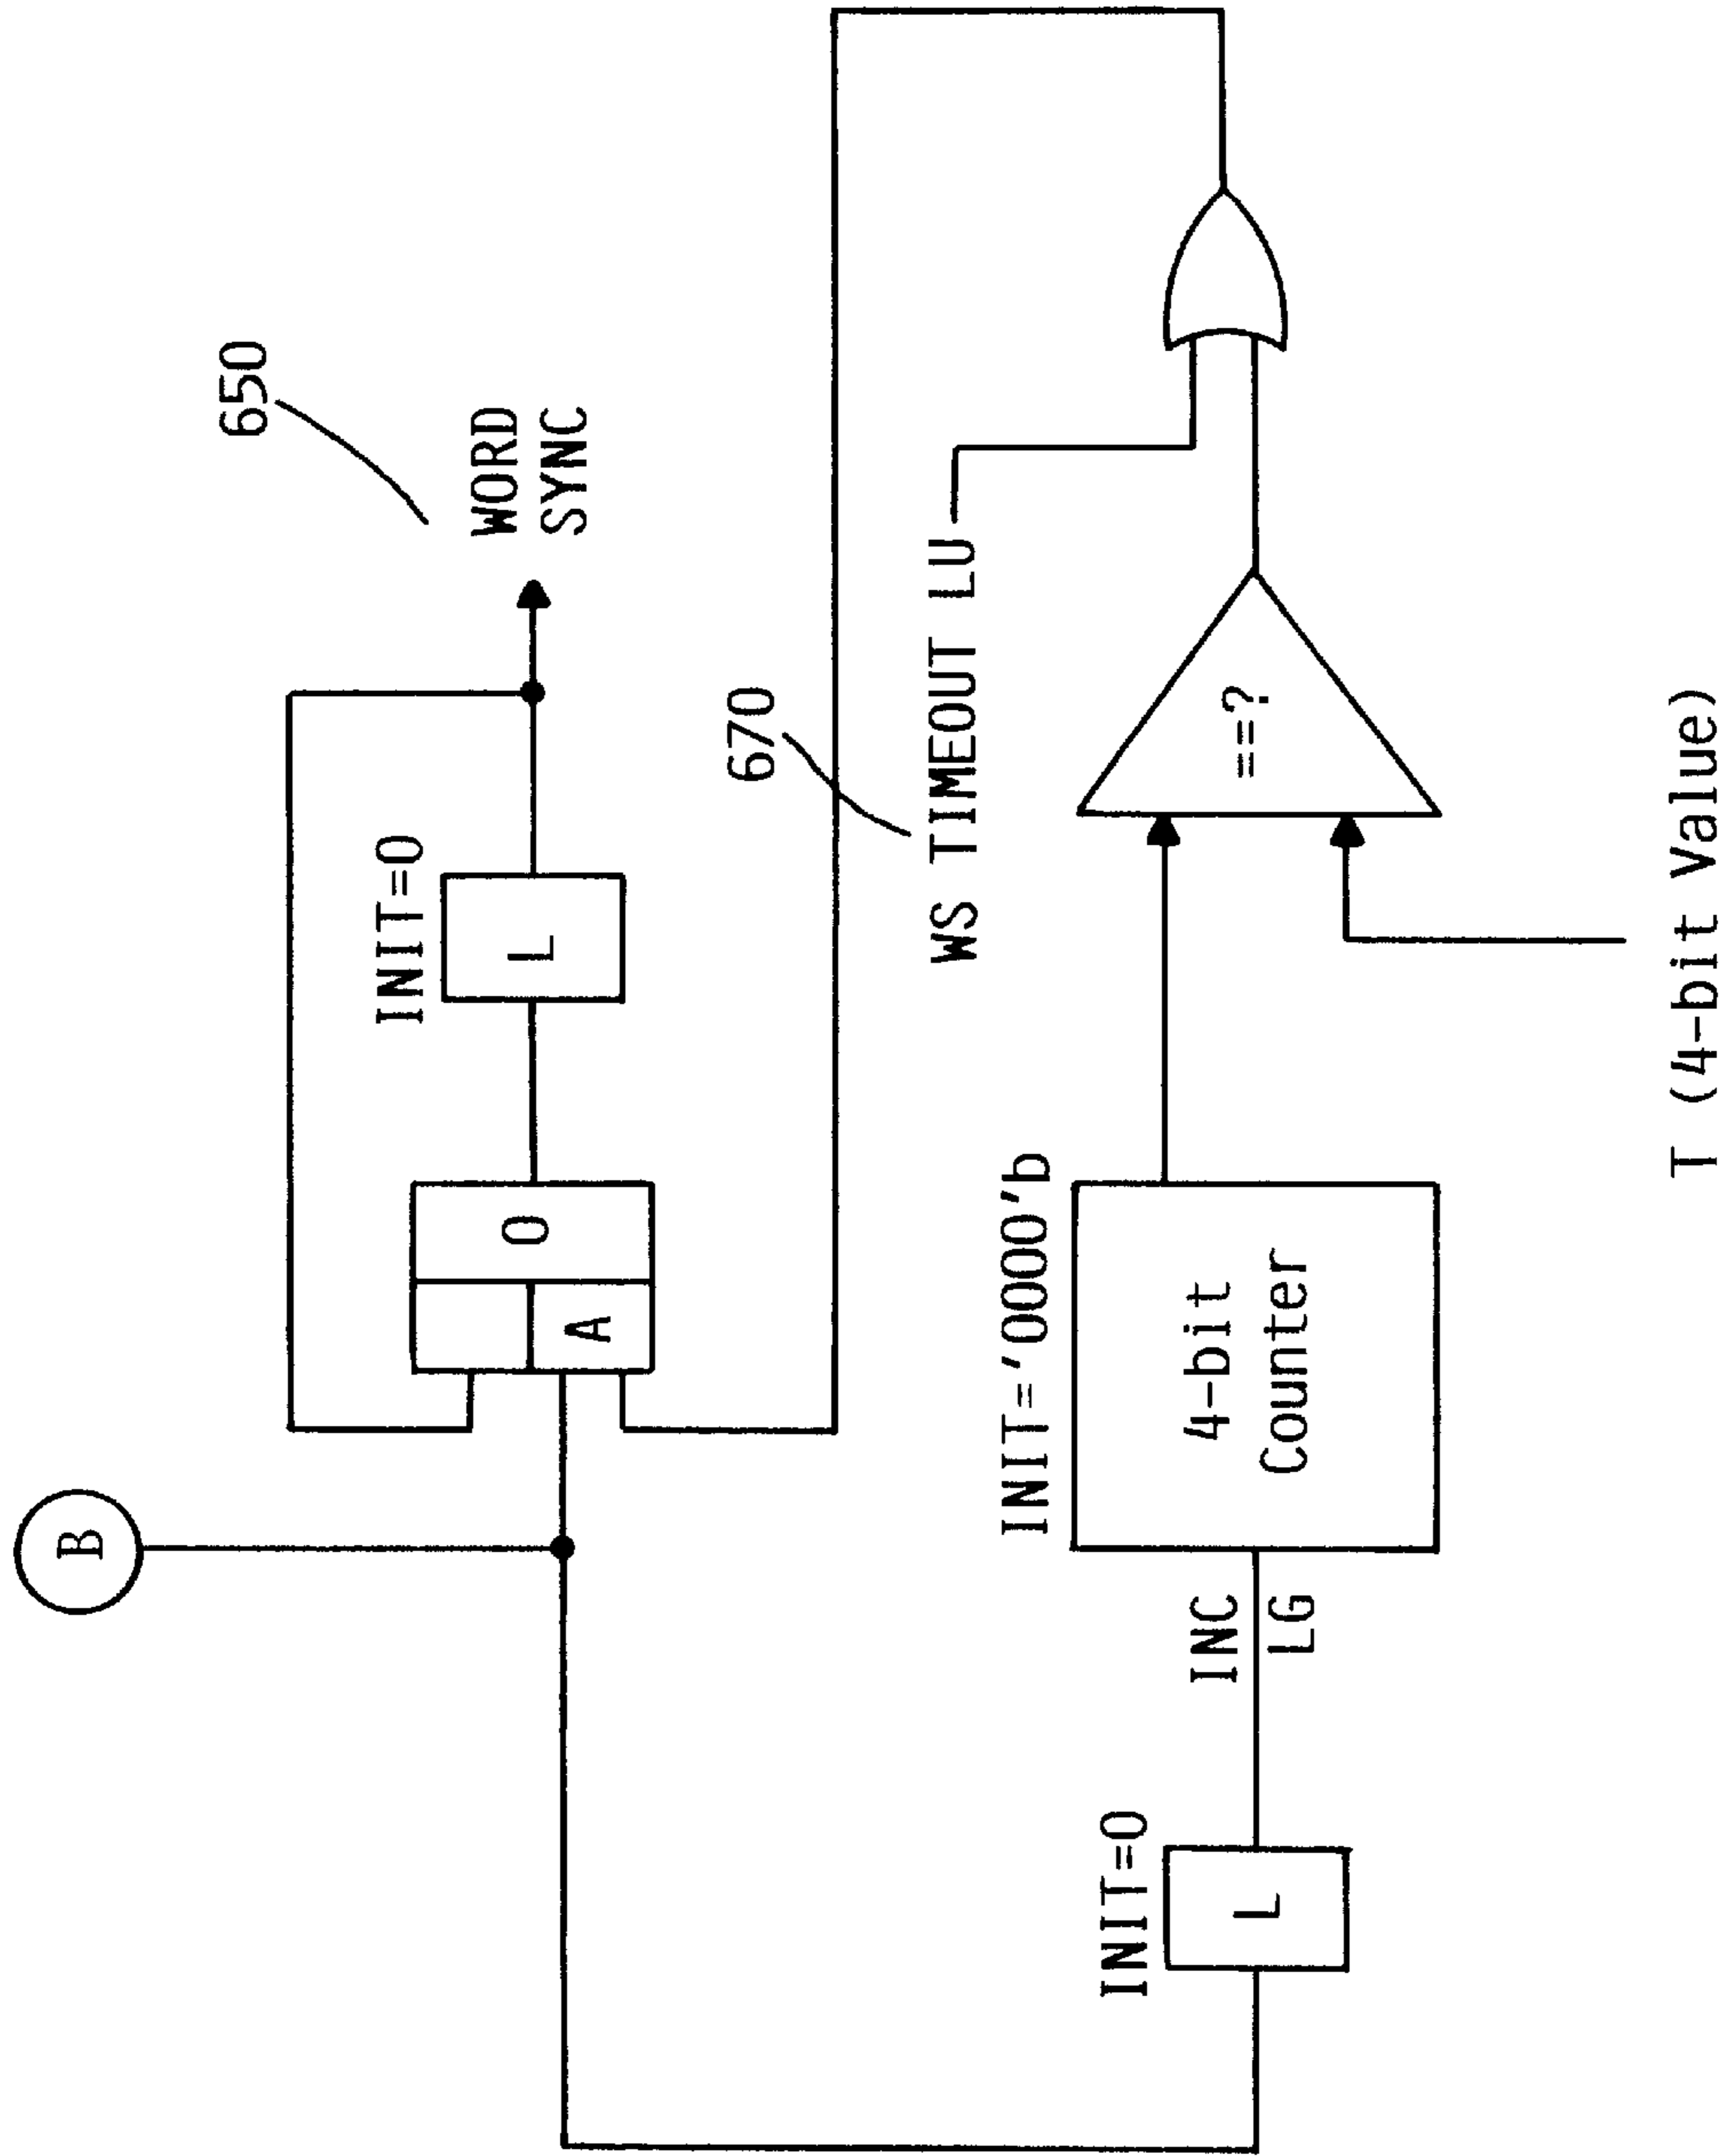 B
650
INIT=0
A
O
L
WORD
SYNC
670
INIT='0000'b
WS TIMEOUT LU
INIT=0
L
INC
LG
4-bit
Counter
==?
T (4-bit Value)